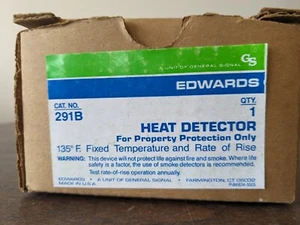 GS
A UNIT OF GENERAL SIGNAL
EDWARDS
CAT. NO.
QTY.
291B
1
HEAT DETECTOR
For Property Protection Only
135°F. Fixed Temperature and Rate of Rise
WARNING: This device will not protect life against fire and smoke. Where life
safety is a factor, the use of smoke detectors is recommended.
Test rate-of-rise operation annually.
EDWARDS • A UNIT OF GENERAL SIGNAL • FARMINGTON, CT 06032
MADE IN U.S.A.